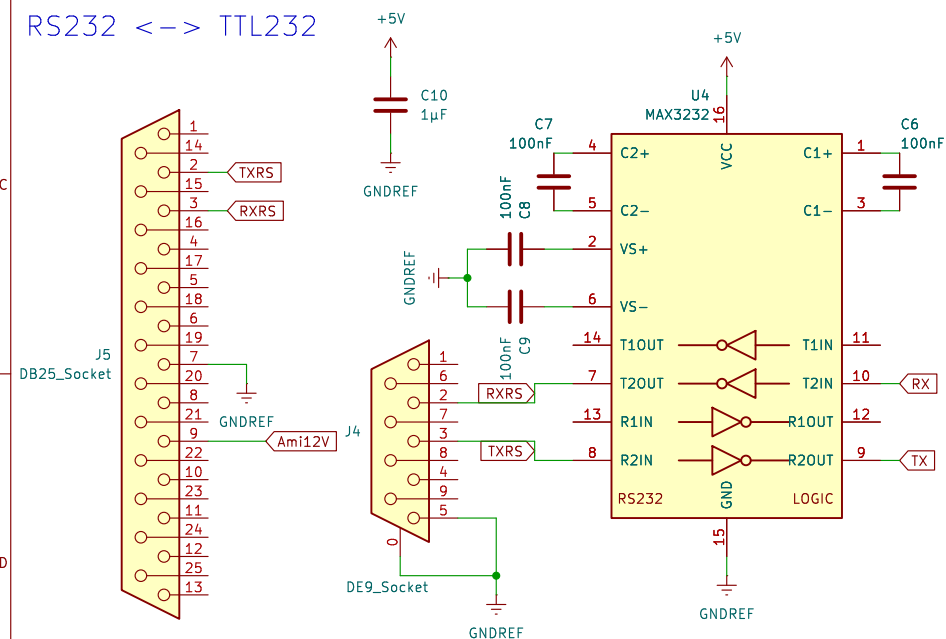 RS232 <-> TTL232
+5V
C10
1µF
GNDREF
C
D
J5
DB25_Socket
1
14
2
TXRS
15
3
RXRS
16
4
17
5
18
6
19
7
20
GNDREF
8
21
9
Ami12V
22
10
23
11
24
12
25
13
J4
DE9_Socket
1
6
2
RXRS
7
3
TXRS
8
4
9
5
0
GNDREF
+5V
U4
MAX3232
16
VCC
C7
100nF
4
C2+
5
C2-
C6
100nF
1
C1+
3
C1-
100nF
C8
2
VS+
GNDREF
6
VS-
100nF
C9
14
T1OUT
T1IN
11
7
T2OUT
T2IN
10
RX
13
R1IN
R1OUT
12
8
R2IN
R2OUT
9
TX
RS232
GND
LOGIC
15
GNDREF